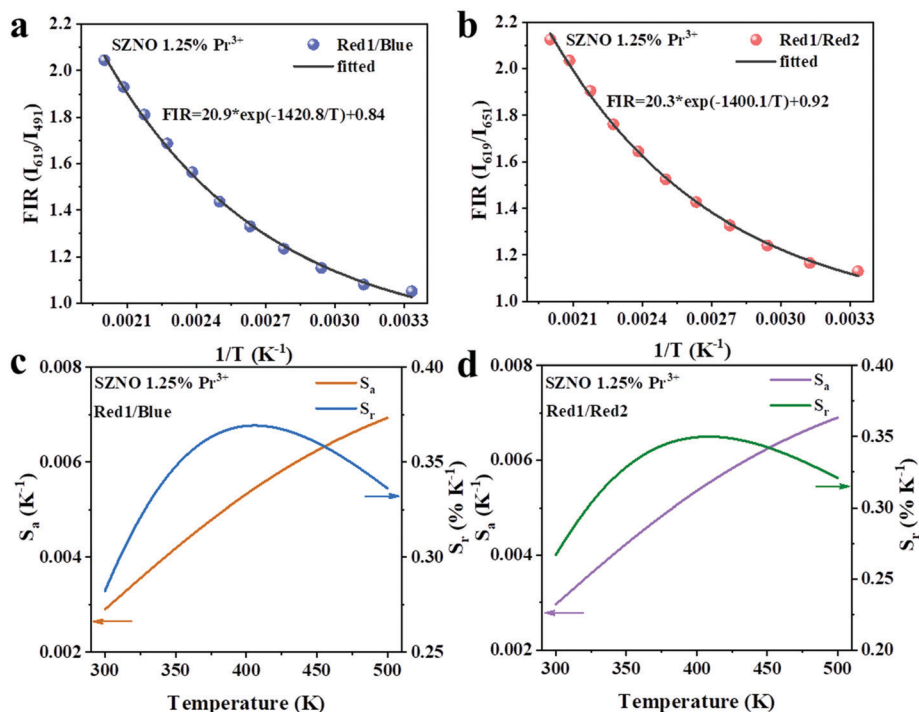 a
SZNO 1.25% Pr3+
Red1/Blue
fitted
FIR=20.9*exp(-1420.8/T)+0.84
FIR (I619/I491)
2.2
2.0
1.8
1.6
1.4
1.2
1.0
0.0021 0.0024 0.0027 0.0030 0.0033
1/T (K-1)
b
SZNO 1.25% Pr3+
Red1/Red2
fitted
FIR=20.3*exp(-1400.1/T)+0.92
FIR (I619/I651)
2.2
2.0
1.8
1.6
1.4
1.2
1.0
0.0021 0.0024 0.0027 0.0030 0.0033
1/T (K-1)
c
SZNO 1.25% Pr3+
Red1/Blue
Sa
Sr
Sa (K-1)
0.008
0.006
0.004
0.002
0.40
0.35
0.30
0.25
Sr (% K-1)
300 350 400 450 500
Temperature (K)
d
SZNO 1.25% Pr3+
Red1/Red2
Sa
Sr
Sa (K-1)
0.008
0.006
0.004
0.002
0.40
0.35
0.30
0.25
0.20
Sr (% K-1)
300 350 400 450 500
Temperature (K)